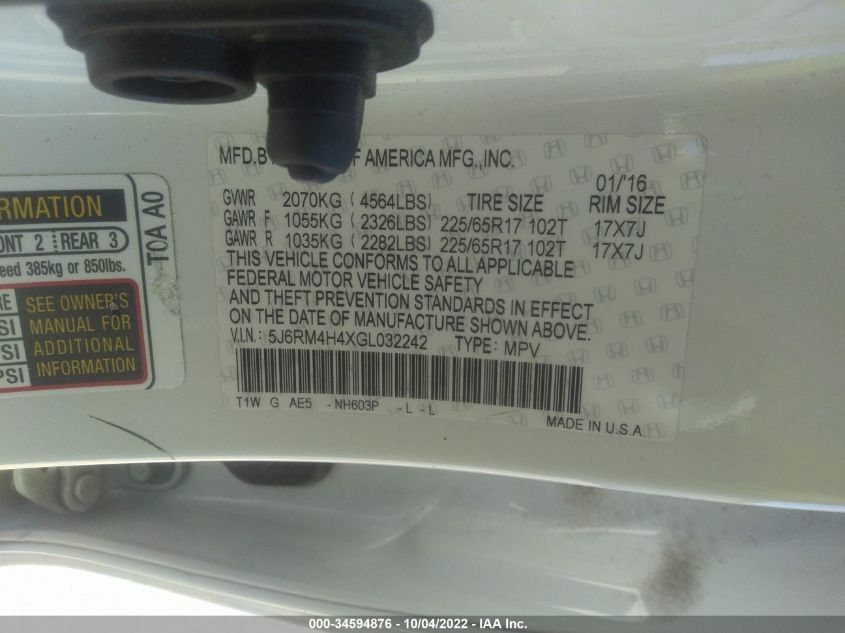 MFD.BY OF AMERICA MFG.,INC.
01/'16
GVWR 2070KG (4564LBS) TIRE SIZE RIM SIZE
GAWR F 1055KG (2326LBS) 225/65R17 102T 17X7J
GAWR R 1035KG (2282LBS) 225/65R17 102T 17X7J
THIS VEHICLE CONFORMS TO ALL APPLICABLE
FEDERAL MOTOR VEHICLE SAFETY
AND THEFT PREVENTION STANDARDS IN EFFECT
ON THE DATE OF MANUFACTURE SHOWN ABOVE.
V.I.N.: 5J6RM4H4XGL032242 TYPE: MPV
T1W G AE5 -NH603P -L -L
MADE IN U.S.A.
RMATION
ONT 2 REAR 3
eed 385kg or 850lbs.
RE SEE OWNER'S
PSI MANUAL FOR
PSI ADDITIONAL
PSI INFORMATION
T0A A0
000-34594876 - 10/04/2022 - IAA Inc.